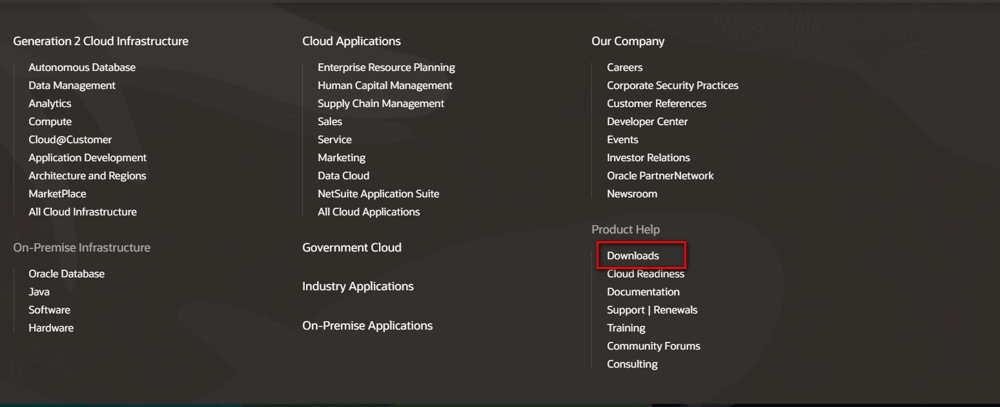 Generation 2 Cloud Infrastructure
Autonomous Database
Data Management
Analytics
Compute
Cloud@Customer
Application Development
Architecture and Regions
MarketPlace
All Cloud Infrastructure
On-Premise Infrastructure
Oracle Database
Java
Software
Hardware
Cloud Applications
Enterprise Resource Planning
Human Capital Management
Supply Chain Management
Sales
Service
Marketing
Data Cloud
NetSuite Application Suite
All Cloud Applications
Government Cloud
Industry Applications
On-Premise Applications
Our Company
Careers
Corporate Security Practices
Customer References
Developer Center
Events
Investor Relations
Oracle PartnerNetwork
Newsroom
Product Help
Downloads
Cloud Readiness
Documentation
Support | Renewals
Training
Community Forums
Consulting